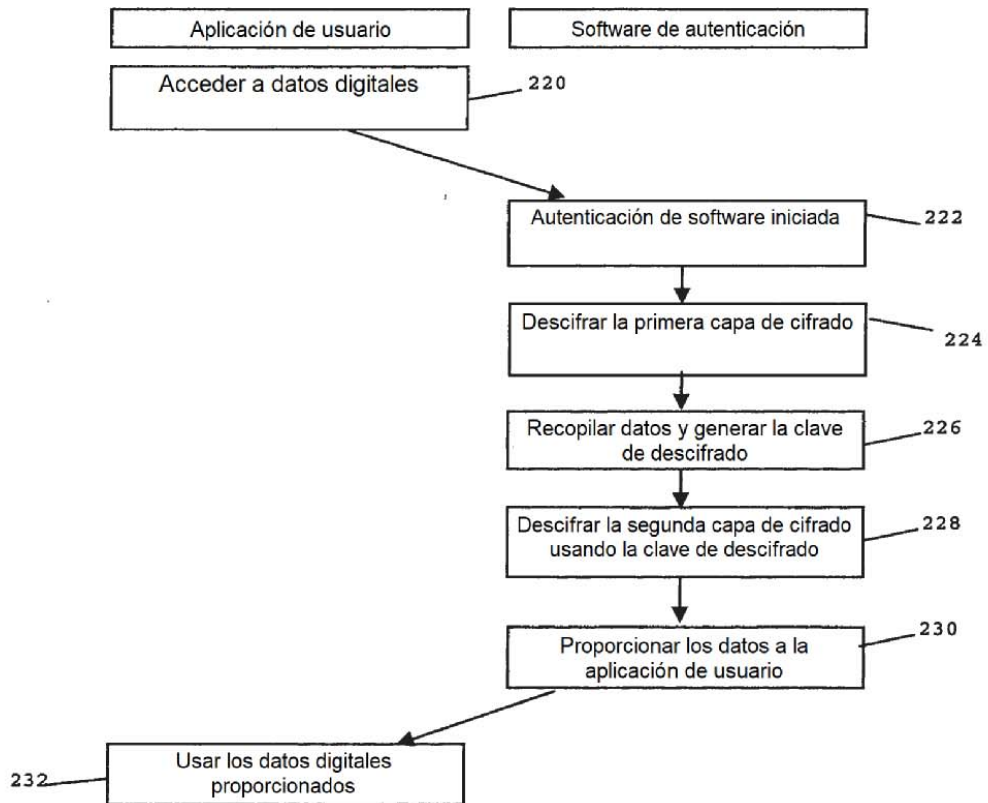 Aplicación de usuario
Software de autenticación
Acceder a datos digitales
220
Autenticación de software iniciada
222
Descifrar la primera capa de cifrado
224
Recopilar datos y generar la clave
de descifrado
226
Descifrar la segunda capa de cifrado
usando la clave de descifrado
228
Proporcionar los datos a la
aplicación de usuario
230
Usar los datos digitales
proporcionados
232